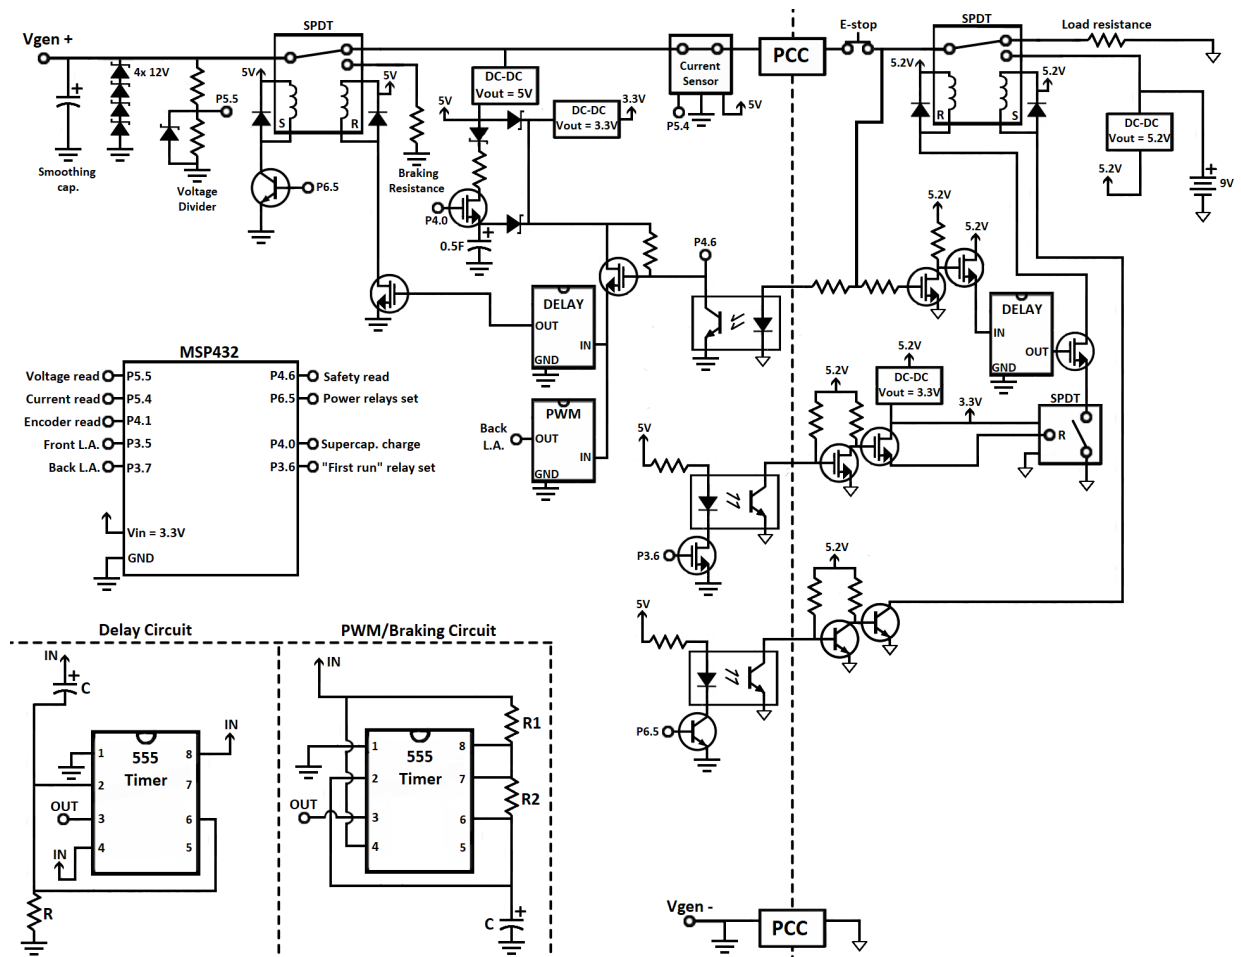 SPDT
Vgen +
4x 12V
5V
P5.5
S
R
5V
Smoothing
cap.
Voltage
Divider
P6.5
Braking
Resistance
DC-DC
Vout = 5V
5V
DC-DC
Vout = 3.3V
3.3V
P4.0
0.5F
Current
Sensor
P5.4
5V
PCC
E-stop
SPDT
Load resistance
5.2V
5.2V
R
S
DC-DC
Vout = 5.2V
5.2V
9V
P4.6
5.2V
5.2V
DELAY
OUT
IN
GND
DELAY
IN
OUT
GND
PWM
OUT
IN
GND
Back
L.A.
5.2V
DC-DC
Vout = 3.3V
5.2V
3.3V
SPDT
R
5V
P3.6
5.2V
5V
P6.5
MSP432
Voltage read
P5.5
P4.6
Safety read
Current read
P5.4
P6.5
Power relays set
Encoder read
P4.1
Front L.A.
P3.5
P4.0
Supercap. charge
Back L.A.
P3.7
P3.6
"First run" relay set
Vin = 3.3V
GND
Delay Circuit
IN
C
IN
555
Timer
1
2
3
4
8
7
6
5
OUT
IN
R
PWM/Braking Circuit
IN
R1
R2
555
Timer
1
2
3
4
8
7
6
5
OUT
C
Vgen -
PCC